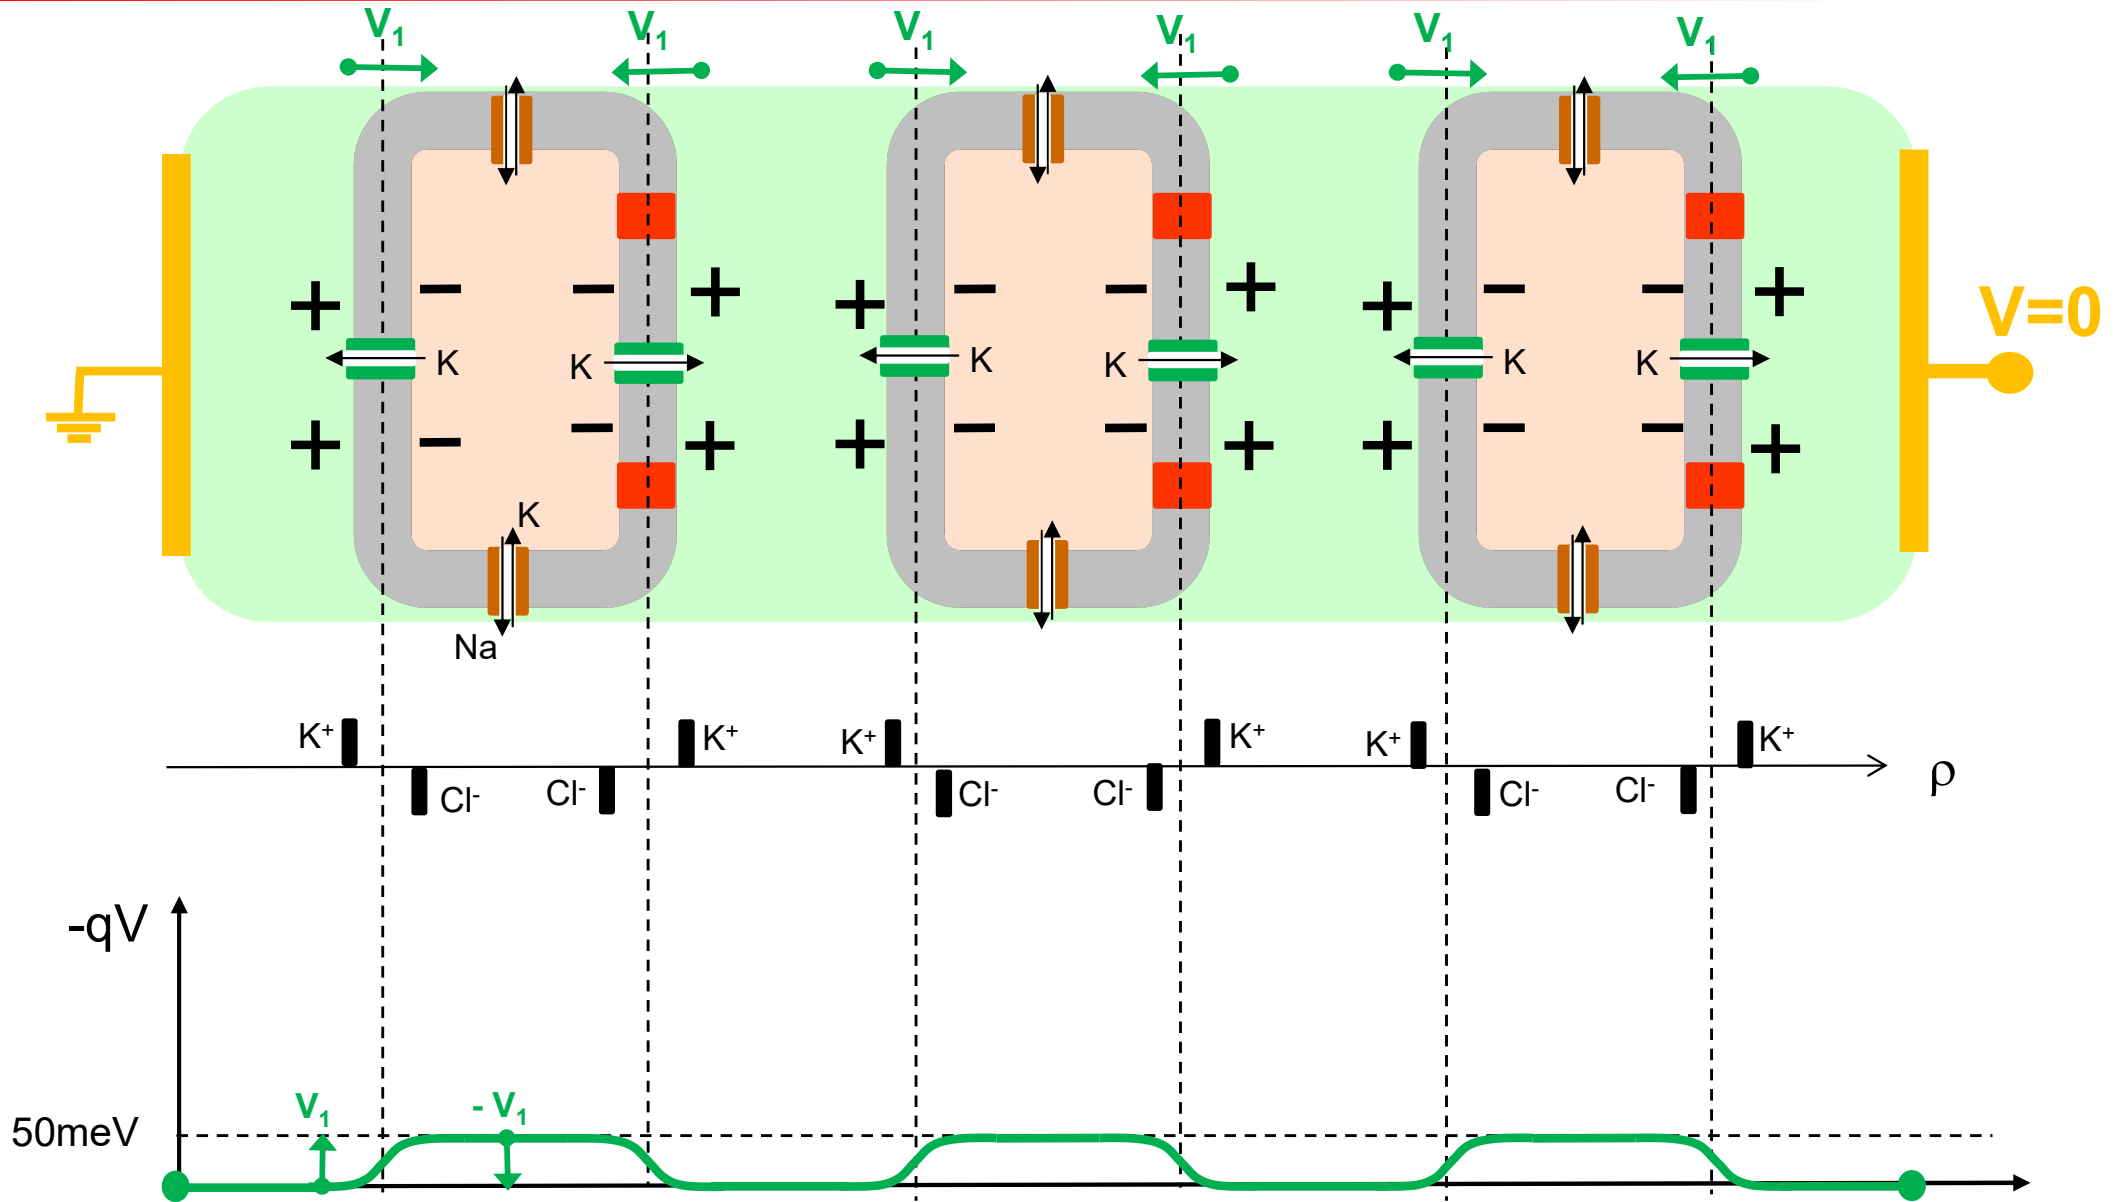 V₁ V₁ V₁ V₁ V₁ V₁
+ − − + + − − + + − − +
V=0
K K K K K K
+ − − + + − − + + − − +
K
Na
K⁺ K⁺ K⁺ K⁺ K⁺ K⁺
ρ
Cl⁻ Cl⁻ Cl⁻ Cl⁻ Cl⁻ Cl⁻
-qV
V₁ - V₁
50meV